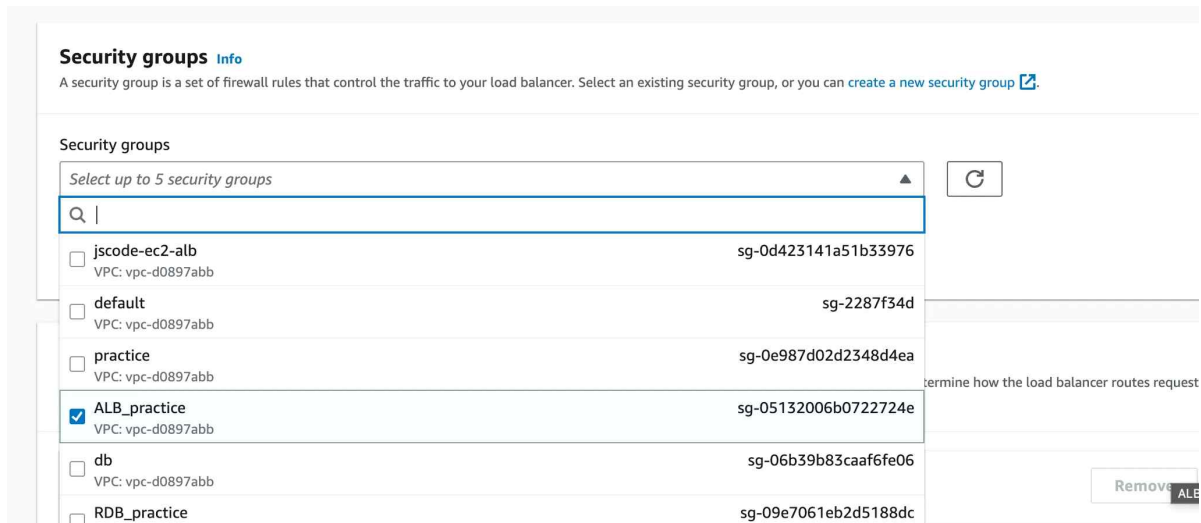 Security groups Info
A security group is a set of firewall rules that control the traffic to your load balancer. Select an existing security group, or you can create a new security group.
Security groups
Select up to 5 security groups
jscode-ec2-alb sg-0d423141a51b33976
VPC: vpc-d0897abb
default sg-2287f34d
VPC: vpc-d0897abb
practice sg-0e987d02d2348d4ea
VPC: vpc-d0897abb
termine how the load balancer routes request
ALB_practice sg-05132006b0722724e
VPC: vpc-d0897abb
db sg-06b39b83caaf6fe06
VPC: vpc-d0897abb
Remove
ALB
RDB_practice sg-09e7061eb2d5188dc